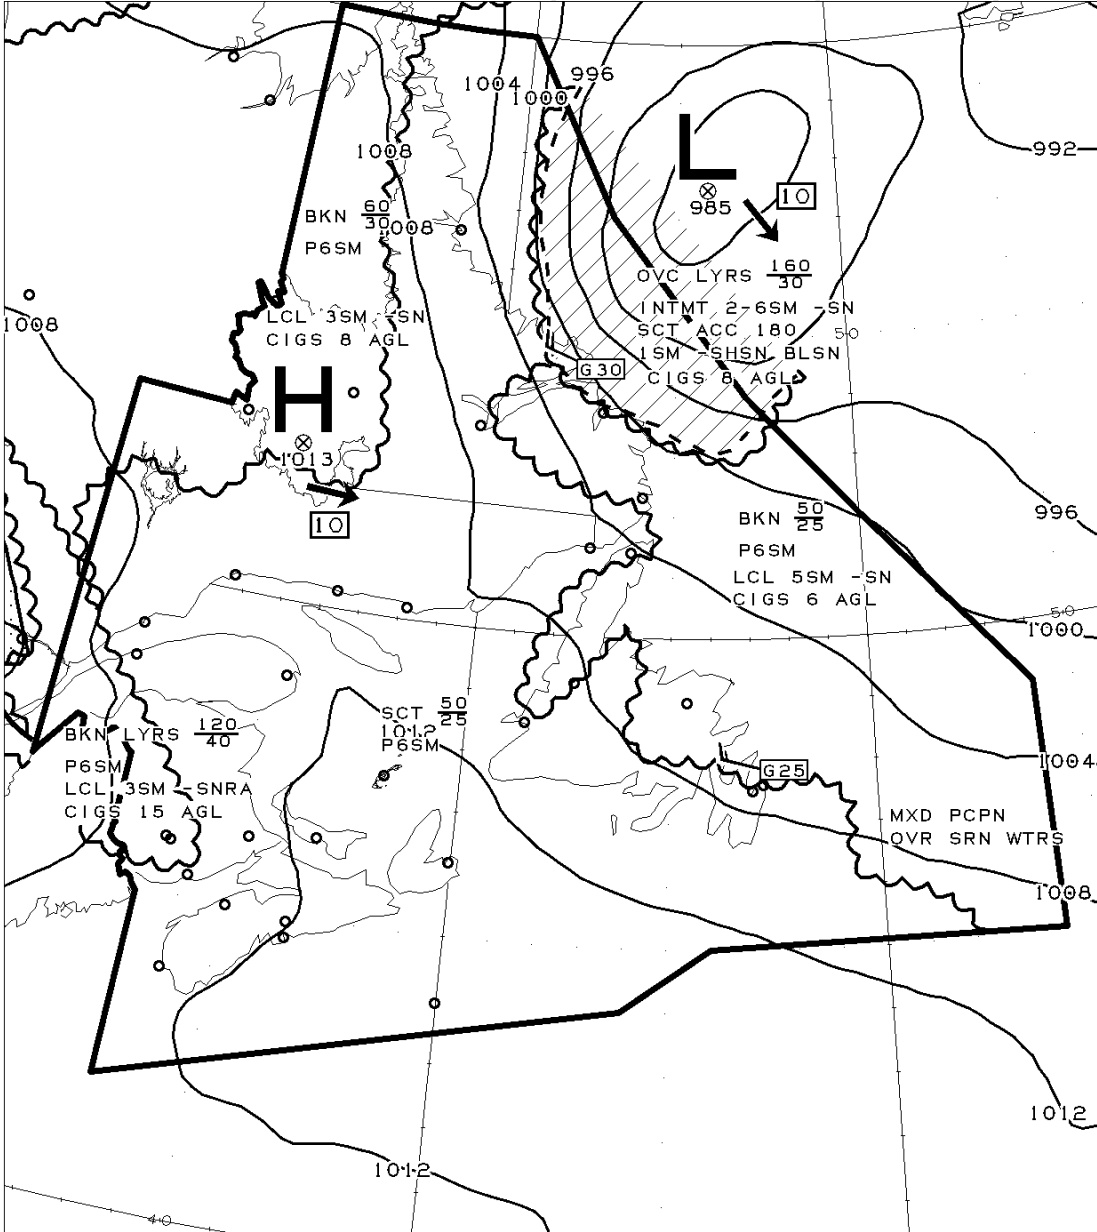 996
1004
1000
1008
992
L
985
10
BKN 60/30
1008
P6SM
OVC LYRS 160/30
INTMT 2-6SM -SN
SCT ACC 180
1SM -SHSN BLSN
CIGS 8 AGL
50
LCL 3SM -SN
CIGS 8 AGL
1008
G30
H
1013
10
996
BKN 50/25
P6SM
LCL 5SM -SN
CIGS 6 AGL
50
1000
SCT 50/25
1012
P6SM
BKN LYRS 120/40
P6SM
LCL 3SM -SNRA
CIGS 15 AGL
1004
G25
MXD PCPN
OVR SRN WTRS
1008
1012
1012
40